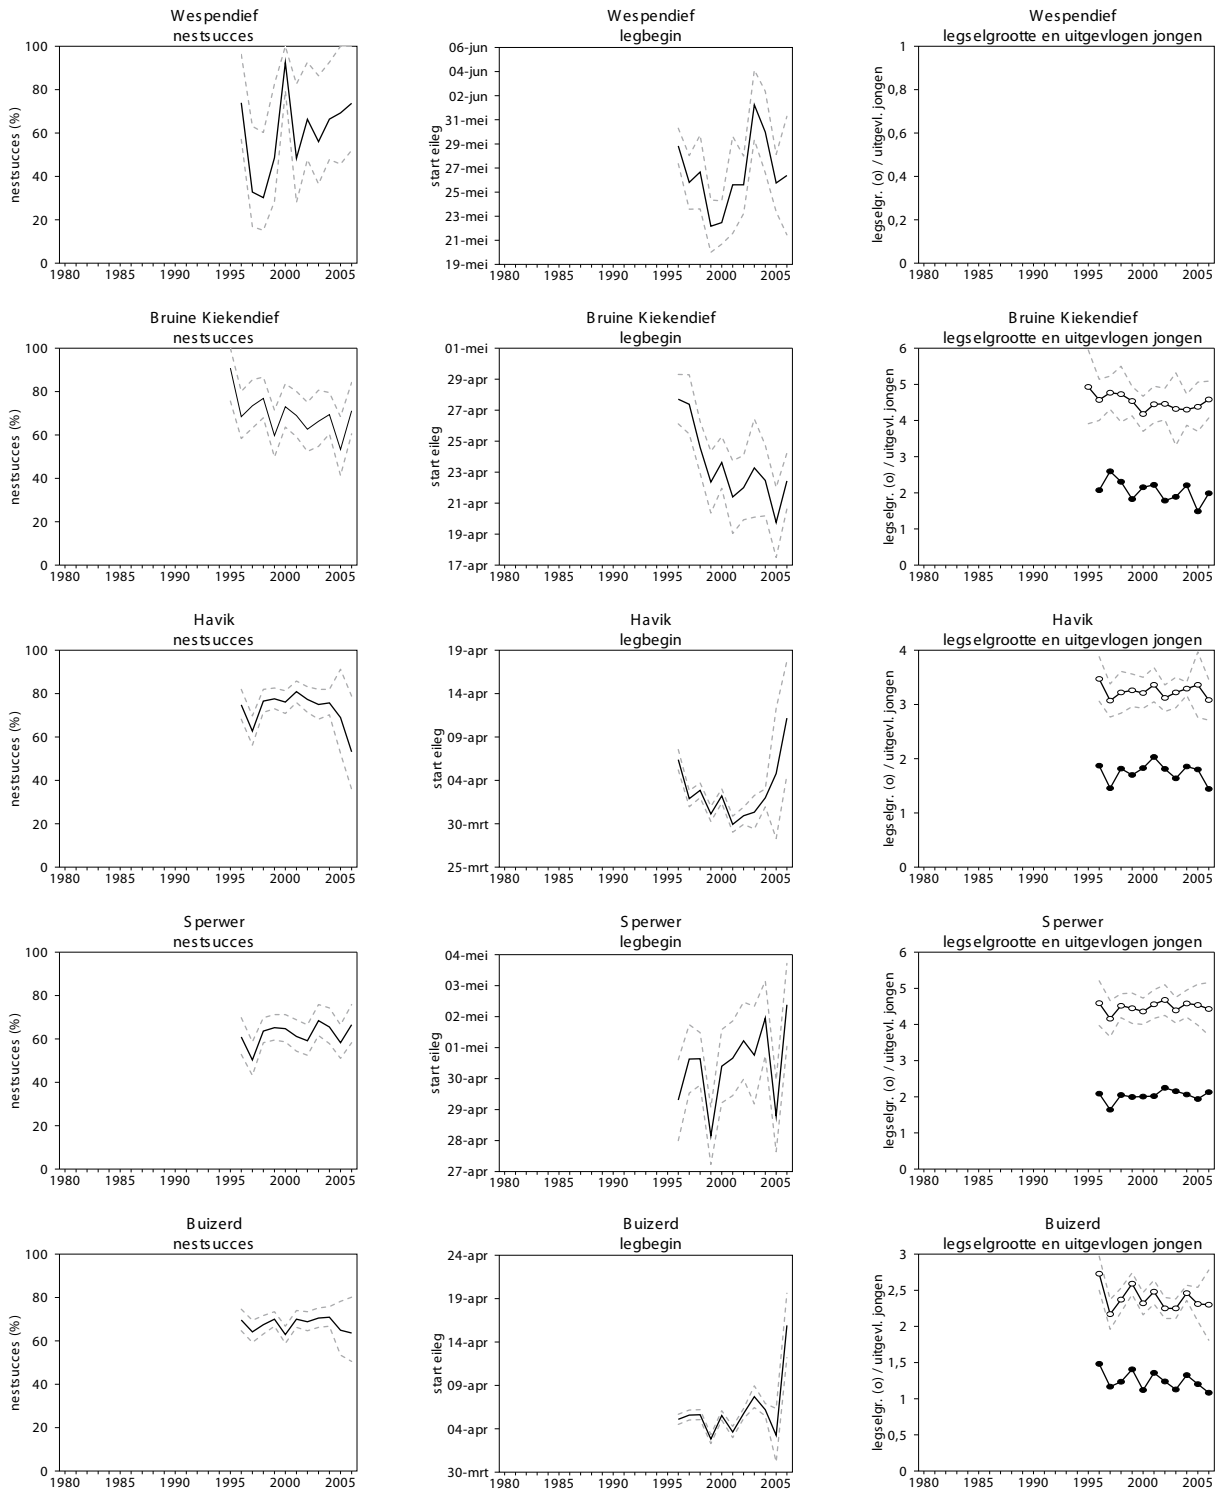 Wespendief
nestsucces
nestsucces (%)
100
80
60
40
20
0
1980 1985 1990 1995 2000 2005
Wespendief
legbegin
start eileg
06-jun
04-jun
02-jun
31-mei
29-mei
27-mei
25-mei
23-mei
21-mei
19-mei
1980 1985 1990 1995 2000 2005
Wespendief
legselgrootte en uitgevlogen jongen
legselgr. (o) / uitgevl. jongen
1
0,8
0,6
0,4
0,2
0
1980 1985 1990 1995 2000 2005
Bruine Kiekendief
nestsucces
nestsucces (%)
100
80
60
40
20
0
1980 1985 1990 1995 2000 2005
Bruine Kiekendief
legbegin
start eileg
01-mei
29-apr
27-apr
25-apr
23-apr
21-apr
19-apr
17-apr
1980 1985 1990 1995 2000 2005
Bruine Kiekendief
legselgrootte en uitgevlogen jongen
legselgr. (o) / uitgevl. jongen
6
5
4
3
2
1
0
1980 1985 1990 1995 2000 2005
Havik
nestsucces
nestsucces (%)
100
80
60
40
20
0
1980 1985 1990 1995 2000 2005
Havik
legbegin
start eileg
19-apr
14-apr
09-apr
04-apr
30-mrt
25-mrt
1980 1985 1990 1995 2000 2005
Havik
legselgrootte en uitgevlogen jongen
legselgr. (o) / uitgevl. jongen
4
3
2
1
0
1980 1985 1990 1995 2000 2005
Sperwer
nestsucces
nestsucces (%)
100
80
60
40
20
0
1980 1985 1990 1995 2000 2005
Sperwer
legbegin
start eileg
04-mei
03-mei
02-mei
01-mei
30-apr
29-apr
28-apr
27-apr
1980 1985 1990 1995 2000 2005
Sperwer
legselgrootte en uitgevlogen jongen
legselgr. (o) / uitgevl. jongen
6
5
4
3
2
1
0
1980 1985 1990 1995 2000 2005
Buizerd
nestsucces
nestsucces (%)
100
80
60
40
20
0
1980 1985 1990 1995 2000 2005
Buizerd
legbegin
start eileg
24-apr
19-apr
14-apr
09-apr
04-apr
30-mrt
1980 1985 1990 1995 2000 2005
Buizerd
legselgrootte en uitgevlogen jongen
legselgr. (o) / uitgevl. jongen
3
2,5
2
1,5
1
0,5
0
1980 1985 1990 1995 2000 2005